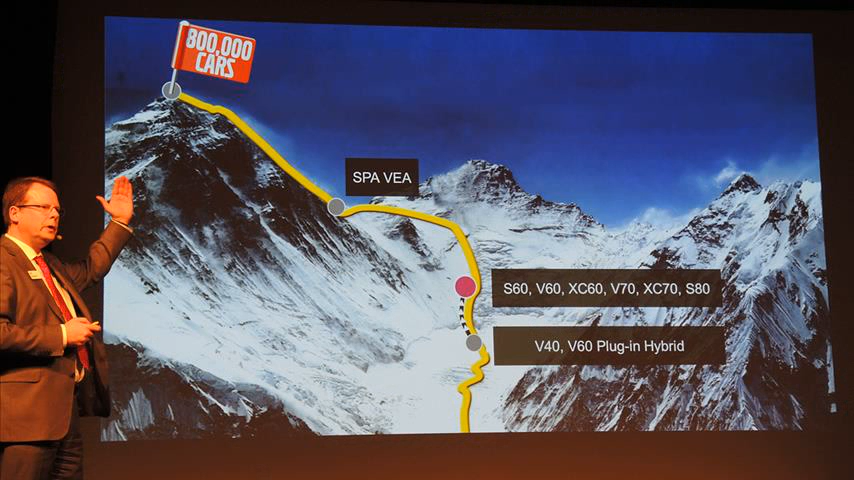 800,000
CARS
SPA VEA
S60, V60, XC60, V70, XC70, S80
V40, V60 Plug-in Hybrid